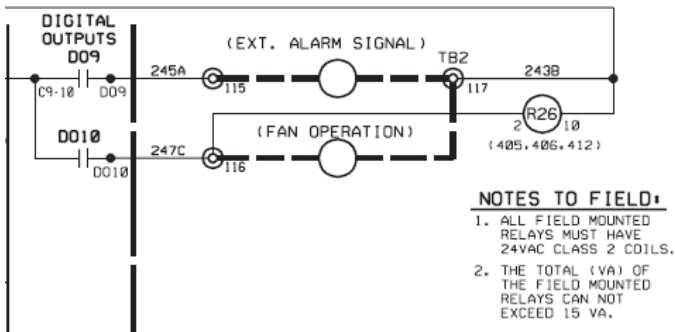 DIGITAL
OUTPUTS
DO9
(EXT. ALARM SIGNAL)
TB2
245A
243B
C9-10
DO9
115
117
R26
2
10
(405,406,412)
DO10
(FAN OPERATION)
247C
DO10
116
NOTES TO FIELD:
1. ALL FIELD MOUNTED
RELAYS MUST HAVE
24VAC CLASS 2 COILS.
2. THE TOTAL (VA) OF
THE FIELD MOUNTED
RELAYS CAN NOT
EXCEED 15 VA.